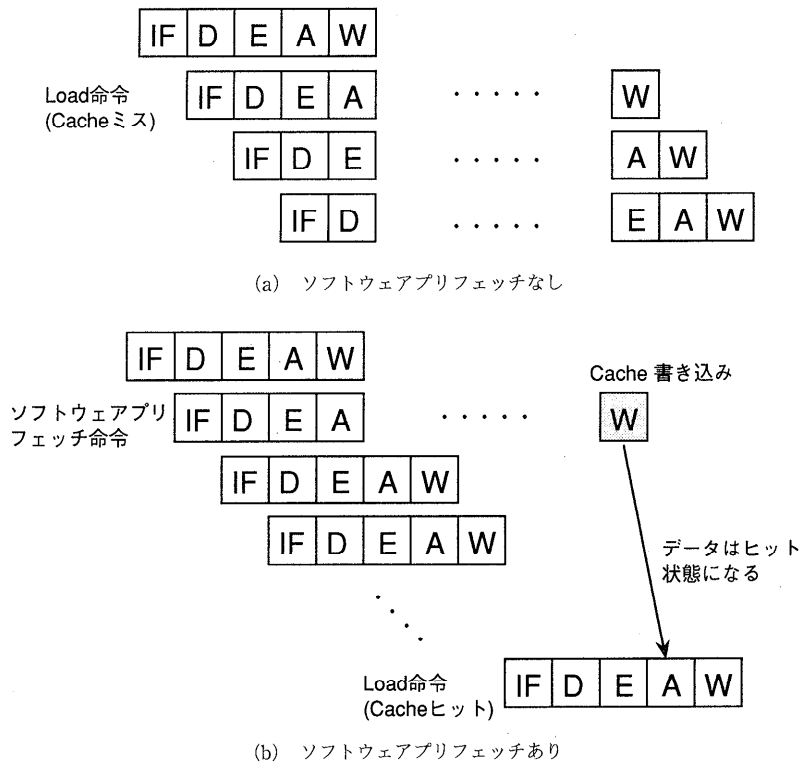 IF D E A W
Load命令
(Cacheミス)
IF D E A ····· W
IF D E ····· A W
IF D ····· E A W
(a) ソフトウェアプリフェッチなし
IF D E A W
Cache 書き込み
ソフトウェアプリ
フェッチ命令
IF D E A ····· W
IF D E A W
IF D E A W
データはヒット
状態になる
Load命令
(Cacheヒット)
IF D E A W
(b) ソフトウェアプリフェッチあり